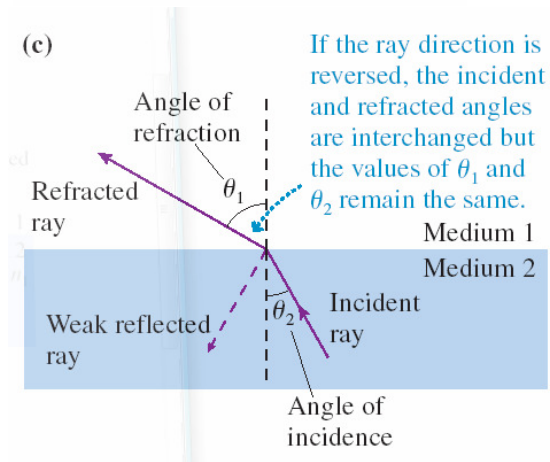 (c)
If the ray direction is
reversed, the incident
and refracted angles
are interchanged but
the values of θ₁ and
θ₂ remain the same.
Angle of
refraction
θ₁
Refracted
ray
Medium 1
Medium 2
θ₂
Incident
ray
Weak reflected
ray
Angle of
incidence